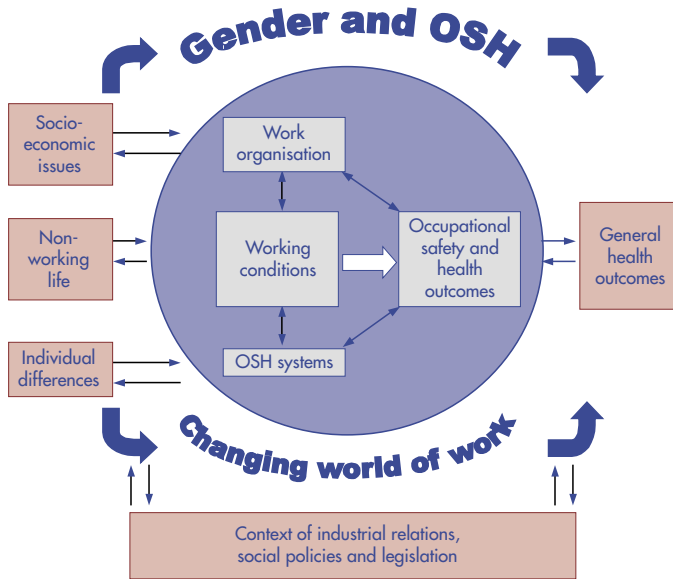 Gender and OSH
Socio-
economic
issues
Work
organisation
Non-
working
life
Working
conditions
Occupational
safety and
health
outcomes
General
health
outcomes
Individual
differences
OSH systems
Changing world of work
Context of industrial relations,
social policies and legislation